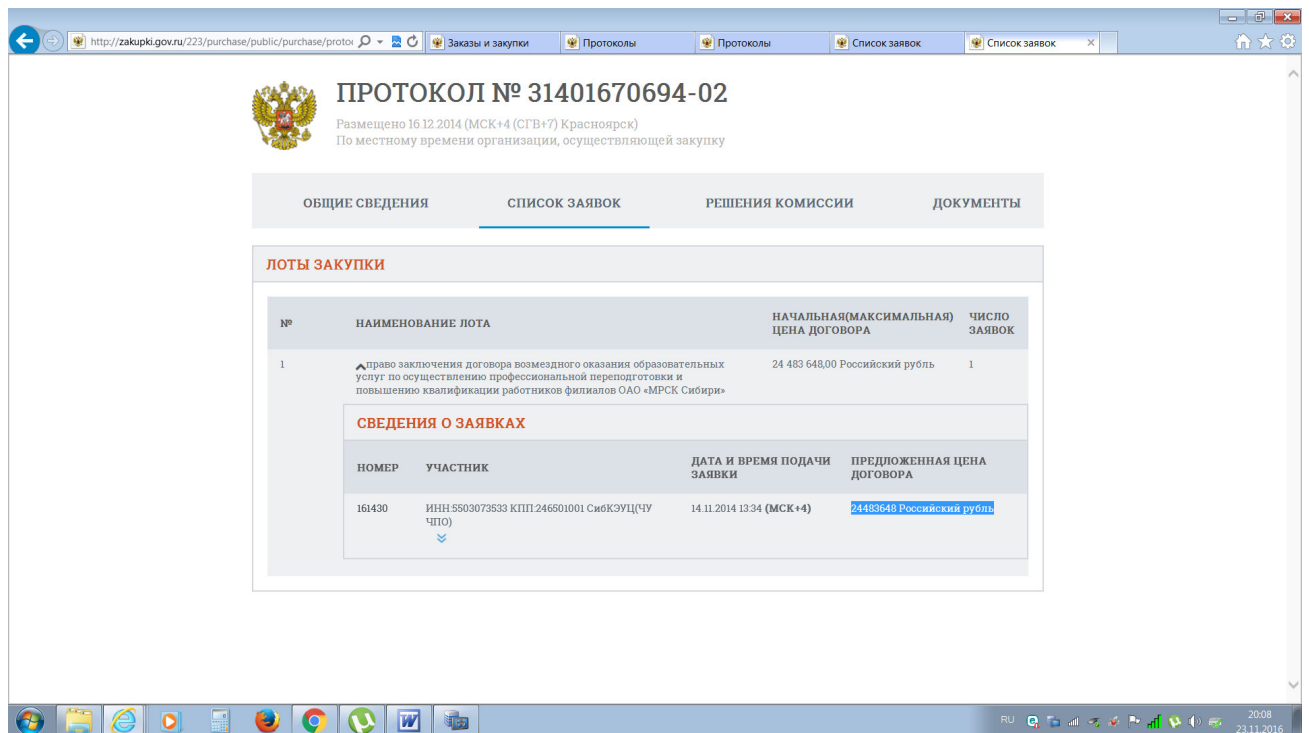 http://zakupki.gov.ru/223/purchase/public/purchase/protoc
Заказы и закупки
Протоколы
Протоколы
Список заявок
Список заявок
ПРОТОКОЛ № 31401670694-02
Размещено 16.12.2014 (МСК+4 (СГВ+7) Красноярск)
По местному времени организации, осуществляющей закупку
ОБЩИЕ СВЕДЕНИЯ
СПИСОК ЗАЯВОК
РЕШЕНИЯ КОМИССИИ
ДОКУМЕНТЫ
ЛОТЫ ЗАКУПКИ
№
НАИМЕНОВАНИЕ ЛОТА
НАЧАЛЬНАЯ(МАКСИМАЛЬНАЯ)
ЦЕНА ДОГОВОРА
ЧИСЛО
ЗАЯВОК
1
право заключения договора возмездного оказания образовательных
услуг по осуществлению профессиональной переподготовки и
повышению квалификации работников филиалов ОАО «МРСК Сибири»
24 483 648,00 Российский рубль
1
СВЕДЕНИЯ О ЗАЯВКАХ
НОМЕР
УЧАСТНИК
ДАТА И ВРЕМЯ ПОДАЧИ
ЗАЯВКИ
ПРЕДЛОЖЕННАЯ ЦЕНА
ДОГОВОРА
161430
ИНН:5503073533 КПП:246501001 СибКЭУЦ(ЧУ
ЧПО)
14.11.2014 13:34 (МСК+4)
24483648 Российский рубль
RU
20:08
23.11.2016